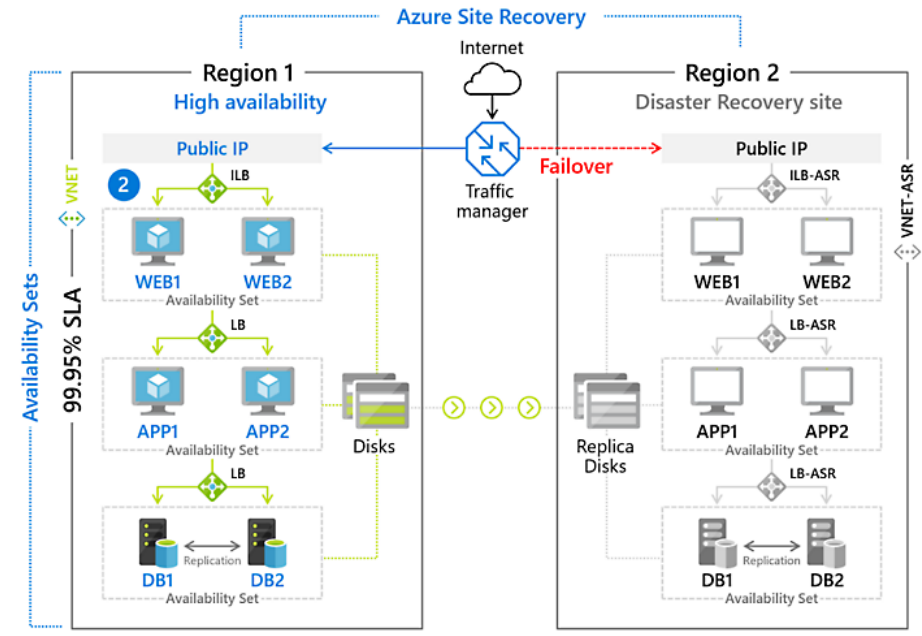 Azure Site Recovery
Internet
Region 1
High availability
Region 2
Disaster Recovery site
Public IP
Failover
Public IP
Traffic
manager
2
VNET
ILB
WEB1
WEB2
Availability Set
LB
APP1
APP2
Availability Set
LB
DB1
Replication
DB2
Availability Set
Availability Sets
99.95% SLA
Disks
Replica
Disks
ILB-ASR
VNET-ASR
WEB1
WEB2
Availability Set
LB-ASR
APP1
APP2
Availability Set
LB-ASR
DB1
Replication
DB2
Availability Set